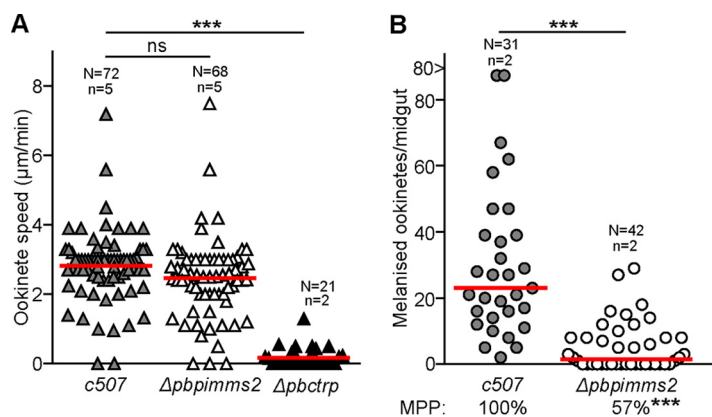 A
***
ns
N=72
n=5
N=68
n=5
N=21
n=2
Ookinete speed (µm/min)
8
6
4
2
0
c507
Δpbpimms2
Δpbctrp
B
***
N=31
n=2
N=42
n=2
Melanised ookinetes/midgut
80>
80
60
40
20
0
c507
Δpbpimms2
MPP: 100% 57%***